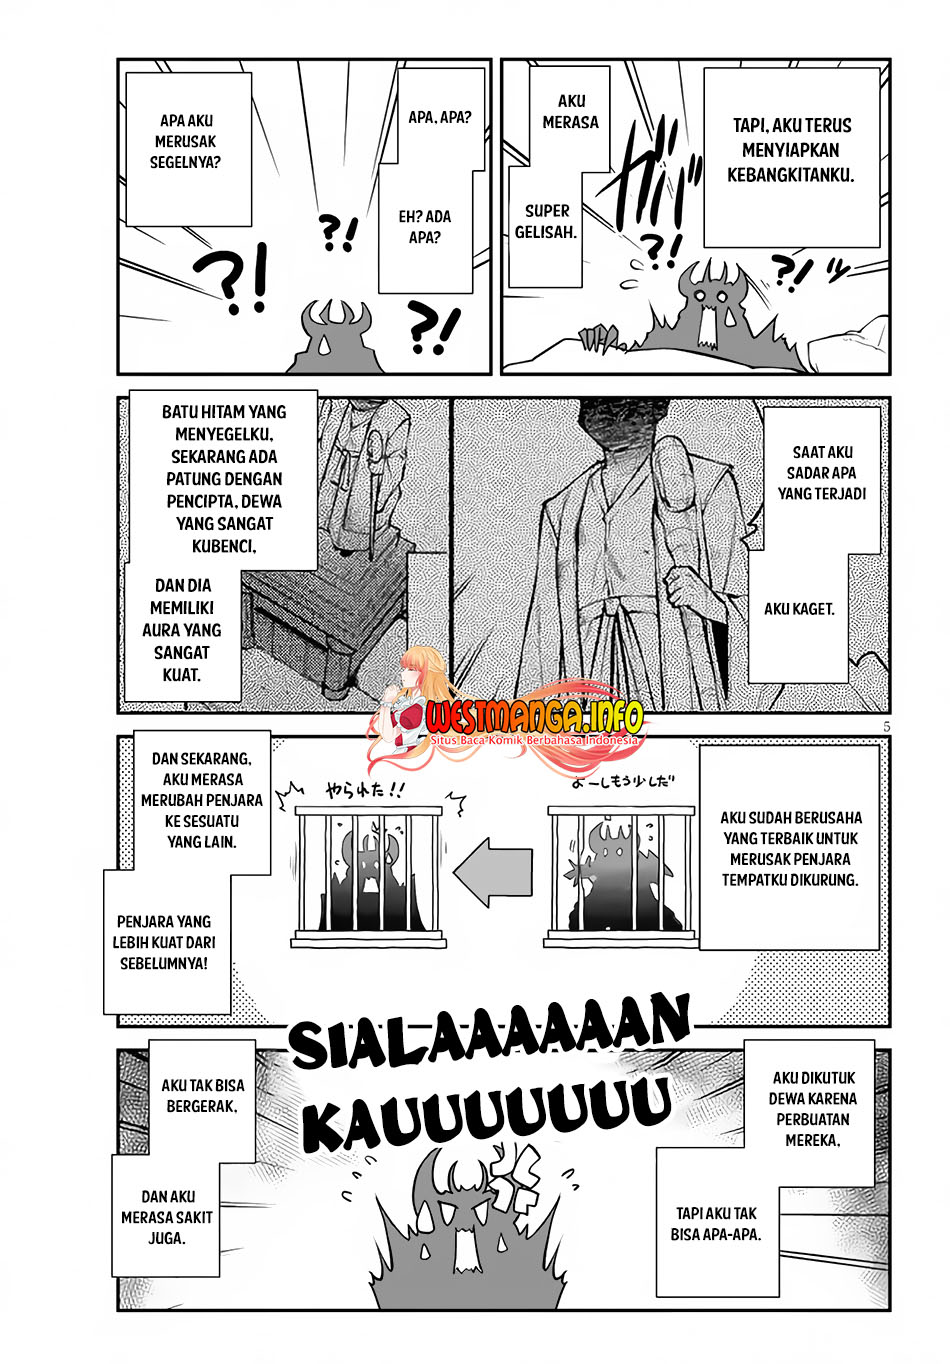 TAPI, AKU TERUS
MENYIAPKAN
KEBANGKITANKU.
ガッ
?!
?!
AKU
MERASA
SUPER
GELISAH.
APA, APA?
EH? ADA
APA?
?!
?!
?!
APA AKU
MERUSAK
SEGELNYA?
SAAT AKU
SADAR APA
YANG TERJADI
AKU KAGET.
BATU HITAM YANG
MENYEGELKU,
SEKARANG ADA
PATUNG DENGAN
PENCIPTA, DEWA
YANG SANGAT
KUBENCI,
DAN DIA
MEMILIKI
AURA YANG
SANGAT
KUAT.
WESTMANGA.INFO
Situs Baca Komik Berbahasa Indonesia
5
AKU SUDAH BERUSAHA
YANG TERBAIK UNTUK
MERUSAK PENJARA
TEMPATKU DIKURUNG.
よーしもう少しだ
やられた!!
DAN SEKARANG,
AKU MERASA
MERUBAH PENJARA
KE SESUATU
YANG LAIN.
PENJARA YANG
LEBIH KUAT DARI
SEBELUMNYA!
SIALAAAAAAAN
KAUUUUUUUU
AKU DIKUTUK
DEWA KARENA
PERBUATAN
MEREKA,
TAPI AKU TAK
BISA APA-APA.
AKU TAK BISA
BERGERAK,
DAN AKU
MERASA SAKIT
JUGA.